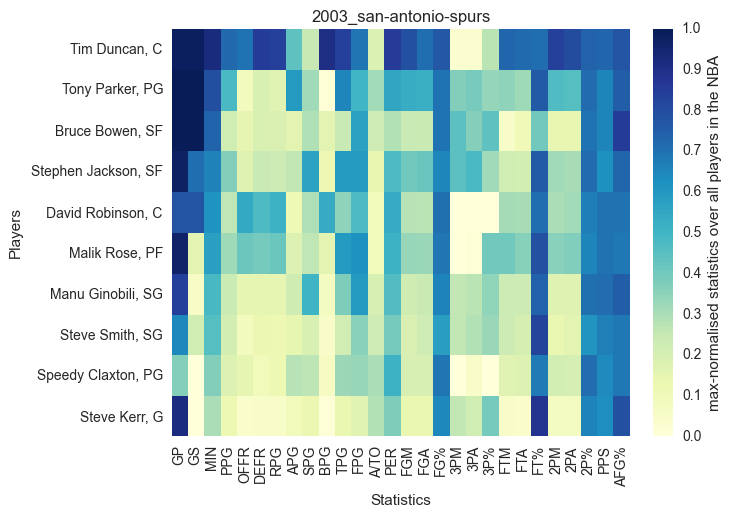 2003_san-antonio-spurs
Tim Duncan, C
Tony Parker, PG
Bruce Bowen, SF
Stephen Jackson, SF
David Robinson, C
Malik Rose, PF
Manu Ginobili, SG
Steve Smith, SG
Speedy Claxton, PG
Steve Kerr, G
Players
GP GS MIN PPG OFFR DEFR RPG APG SPG BPG TPG FPG A/TO PER FGM FGA FG% 3PM 3PA 3P% FTM FTA FT% 2PM 2PA 2P% PPS AFG%
Statistics
1.0
0.9
0.8
0.7
0.6
0.5
0.4
0.3
0.2
0.1
0.0
max-normalised statistics over all players in the NBA